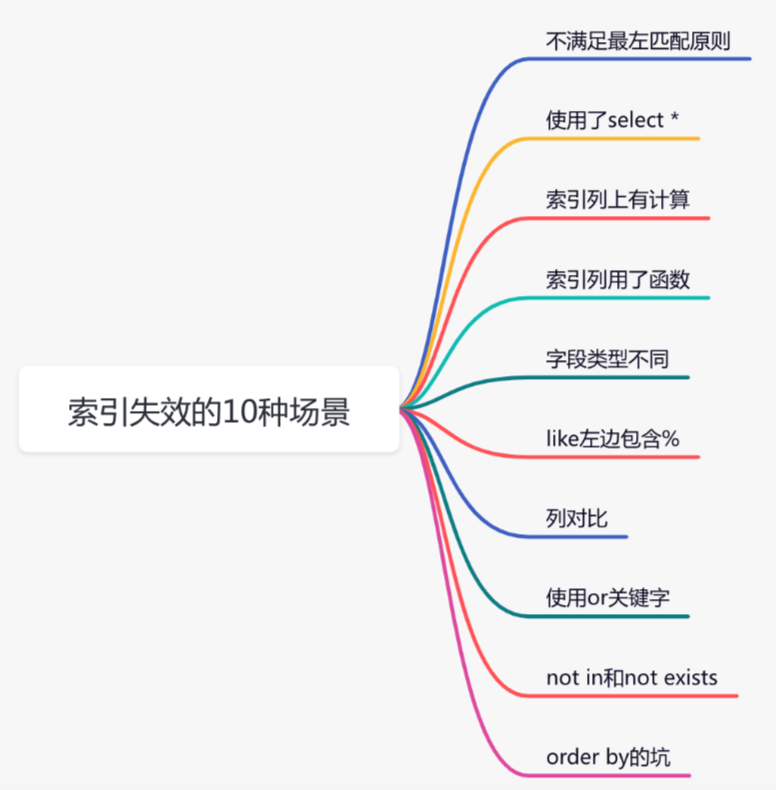 不满足最左匹配原则
使用了select *
索引列上有计算
索引列用了函数
字段类型不同
索引失效的10种场景
like左边包含%
列对比
使用or关键字
not in和not exists
order by的坑